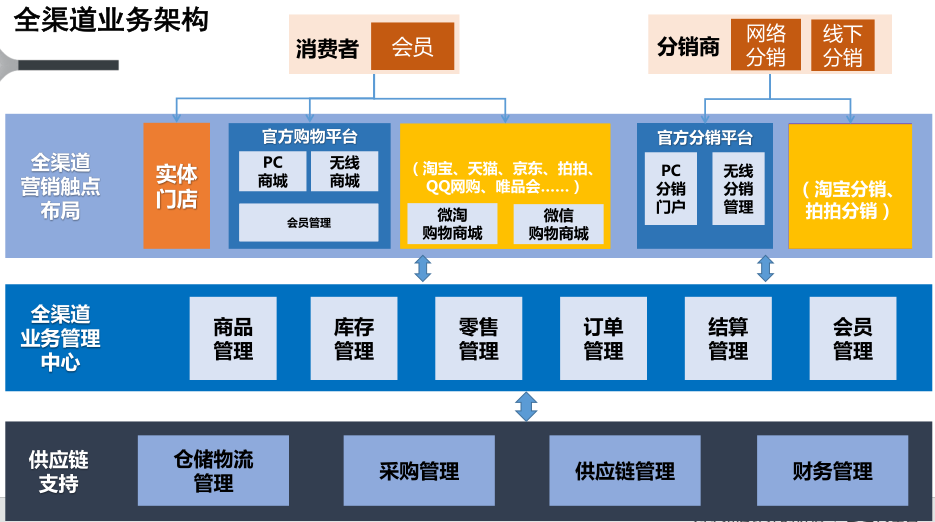 全渠道业务架构
消费者
会员
分销商
网络
分销
线下
分销
全渠道
营销触点
布局
实体
门店
官方购物平台
PC
商城
无线
商城
会员管理
（淘宝、天猫、京东、拍拍、
QQ网购、唯品会……）
微淘
购物商城
微信
购物商城
官方分销平台
PC
分销
门户
无线
分销
管理
（淘宝分销、
拍拍分销）
全渠道
业务管理
中心
商品
管理
库存
管理
零售
管理
订单
管理
结算
管理
会员
管理
供应链
支持
仓储物流
管理
采购管理
供应链管理
财务管理